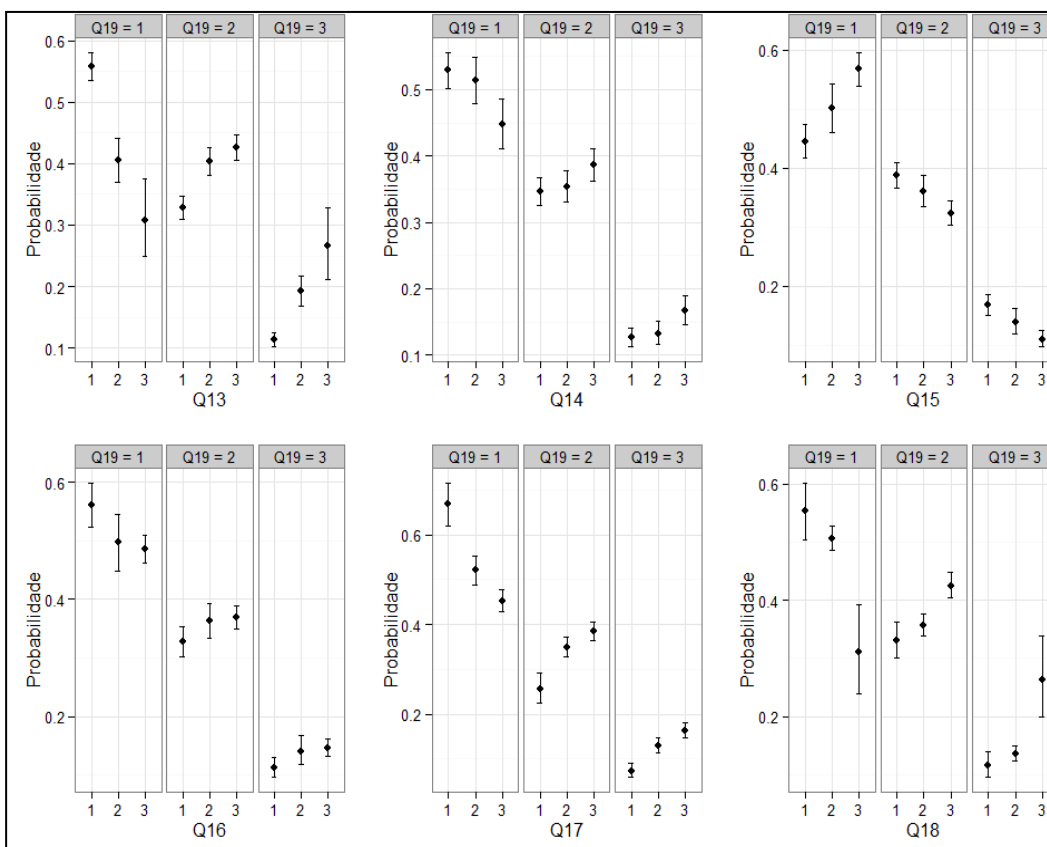 Q19 = 1 Q19 = 2 Q19 = 3
0.6
0.5
0.4
0.3
0.2
0.1
Probabilidade
1 2 3 1 2 3 1 2 3
Q13
Q19 = 1 Q19 = 2 Q19 = 3
0.5
0.4
0.3
0.2
0.1
Probabilidade
1 2 3 1 2 3 1 2 3
Q14
Q19 = 1 Q19 = 2 Q19 = 3
0.6
0.4
0.2
Probabilidade
1 2 3 1 2 3 1 2 3
Q15
Q19 = 1 Q19 = 2 Q19 = 3
0.6
0.4
0.2
Probabilidade
1 2 3 1 2 3 1 2 3
Q16
Q19 = 1 Q19 = 2 Q19 = 3
0.6
0.4
0.2
Probabilidade
1 2 3 1 2 3 1 2 3
Q17
Q19 = 1 Q19 = 2 Q19 = 3
0.6
0.4
0.2
Probabilidade
1 2 3 1 2 3 1 2 3
Q18